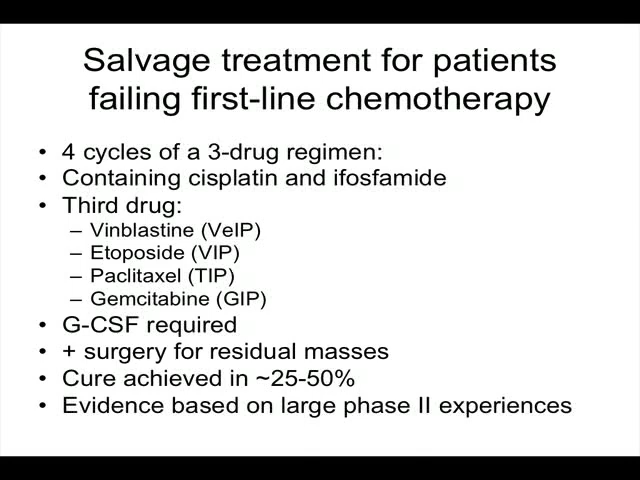 Salvage treatment for patients
failing first-line chemotherapy
• 4 cycles of a 3-drug regimen:
• Containing cisplatin and ifosfamide
• Third drug:
– Vinblastine (VeIP)
– Etoposide (VIP)
– Paclitaxel (TIP)
– Gemcitabine (GIP)
• G-CSF required
• + surgery for residual masses
• Cure achieved in ~25-50%
• Evidence based on large phase II experiences